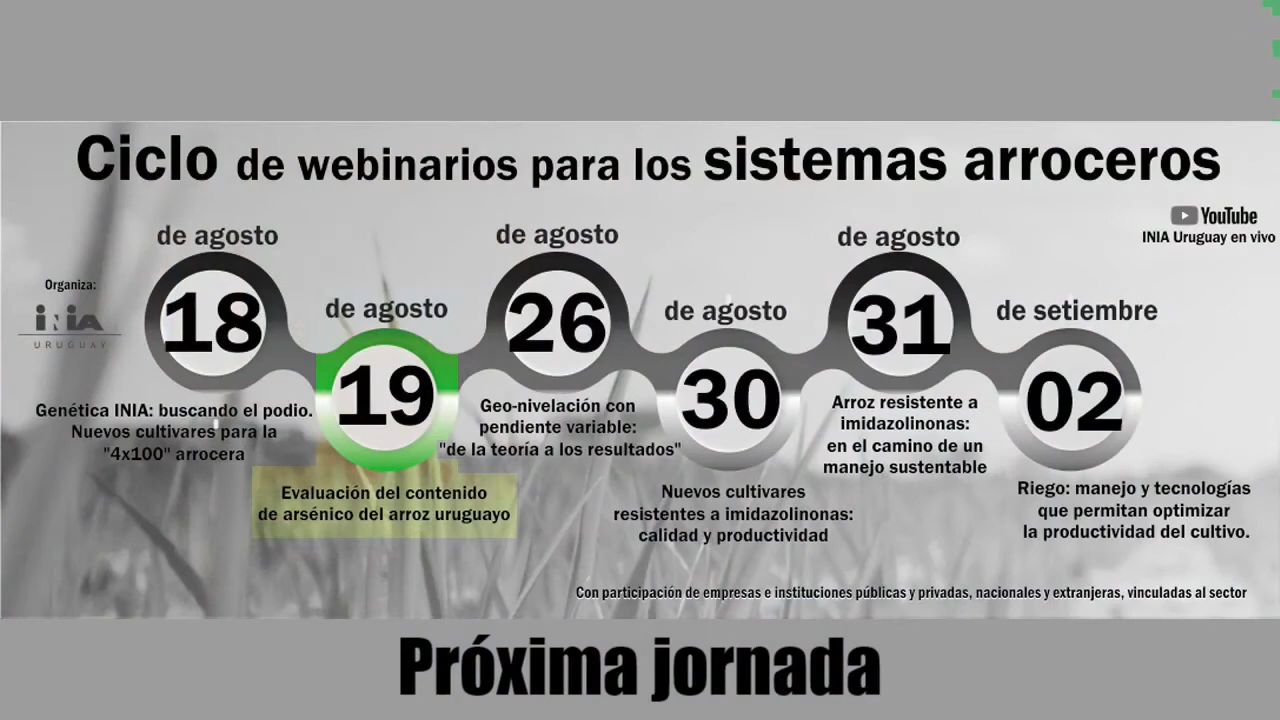 Ciclo de webinarios para los sistemas arroceros
YouTube
INIA Uruguay en vivo
Organiza:
INIA
URUGUAY
de agosto
18
Genética INIA: buscando el podio.
Nuevos cultivares para la
"4x100" arrocera
de agosto
19
Evaluación del contenido
de arsénico del arroz uruguayo
de agosto
26
Geo-nivelación con
pendiente variable:
"de la teoría a los resultados"
de agosto
30
Nuevos cultivares
resistentes a imidazolinonas:
calidad y productividad
de agosto
31
Arroz resistente a
imidazolinonas:
en el camino de un
manejo sustentable
de setiembre
02
Riego: manejo y tecnologías
que permitan optimizar
la productividad del cultivo.
Con participación de empresas e instituciones públicas y privadas, nacionales y extranjeras, vinculadas al sector
Próxima jornada